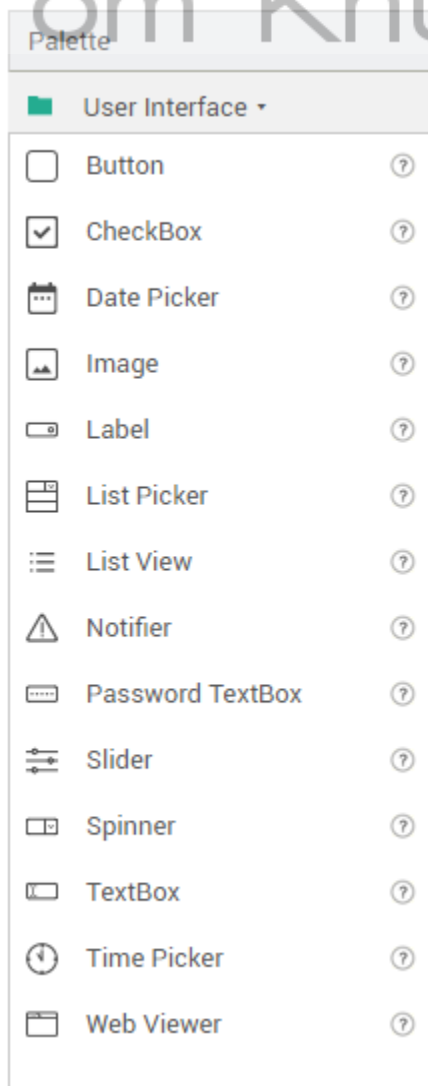 Palette
User Interface
Button
CheckBox
Date Picker
Image
Label
List Picker
List View
Notifier
Password TextBox
Slider
Spinner
TextBox
Time Picker
Web Viewer